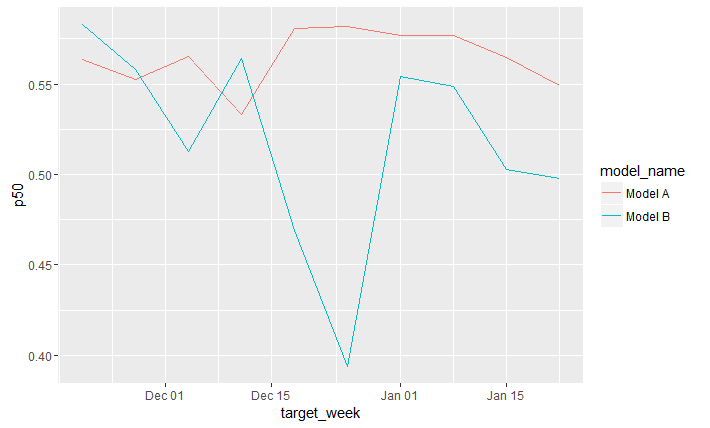 p50
0.55
0.50
0.45
0.40
Dec 01
Dec 15
Jan 01
Jan 15
target_week
model_name
Model A
Model B